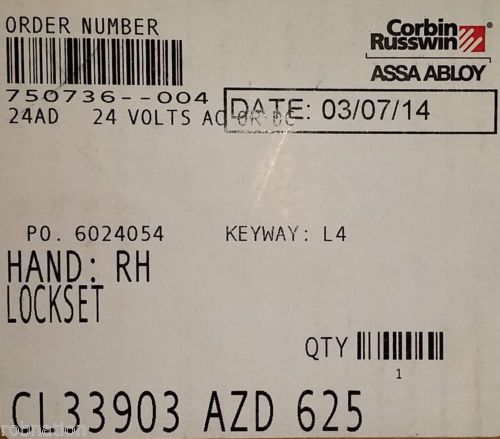 ORDER NUMBER
Corbin
Russwin
ASSA ABLOY
750736--004
DATE: 03/07/14
24AD 24 VOLTS AC OR DC
PO. 6024054 KEYWAY: L4
HAND: RH
LOCKSET
QTY
1
CL33903 AZD 625
robnation